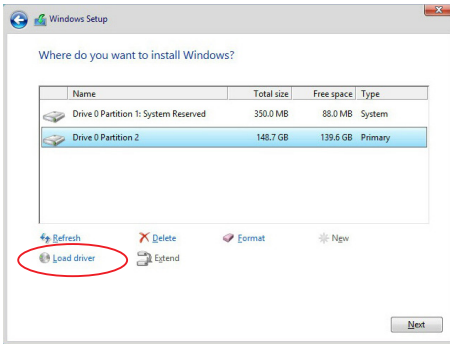 Windows Setup
Where do you want to install Windows?
Name Total size Free space Type
Drive 0 Partition 1: System Reserved 350.0 MB 88.0 MB System
Drive 0 Partition 2 148.7 GB 139.6 GB Primary
Refresh Delete Format New
Load driver Extend
Next